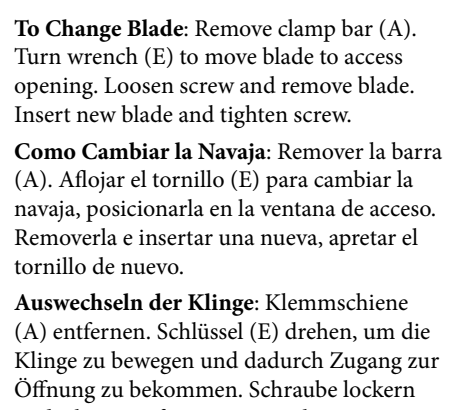 To Change Blade: Remove clamp bar (A).
Turn wrench (E) to move blade to access
opening. Loosen screw and remove blade.
Insert new blade and tighten screw.
Como Cambiar la Navaja: Remover la barra
(A). Aflojar el tornillo (E) para cambiar la
navaja, posicionarla en la ventana de acceso.
Removerla e insertar una nueva, apretar el
tornillo de nuevo.
Auswechseln der Klinge: Klemmschiene
(A) entfernen. Schlüssel (E) drehen, um die
Klinge zu bewegen und dadurch Zugang zur
Öffnung zu bekommen. Schraube lockern